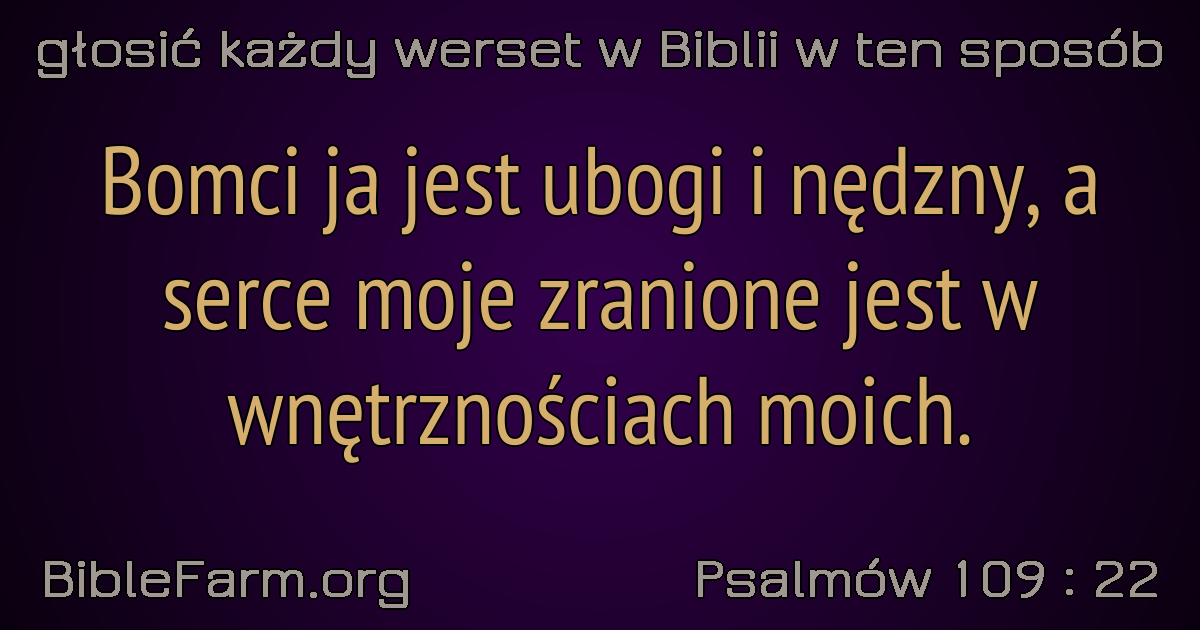 głosić każdy werset w Biblii w ten sposób
Bomci ja jest ubogi i nędzny, a
serce moje zranione jest w
wnętrznościach moich.
BibleFarm.org
Psalmów 109 : 22